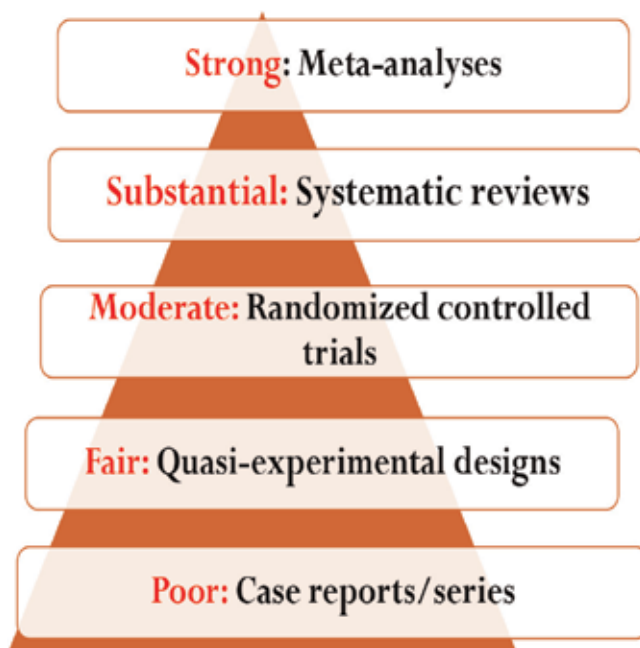 Strong: Meta-analyses
Substantial: Systematic reviews
Moderate: Randomized controlled
trials
Fair: Quasi-experimental designs
Poor: Case reports/series